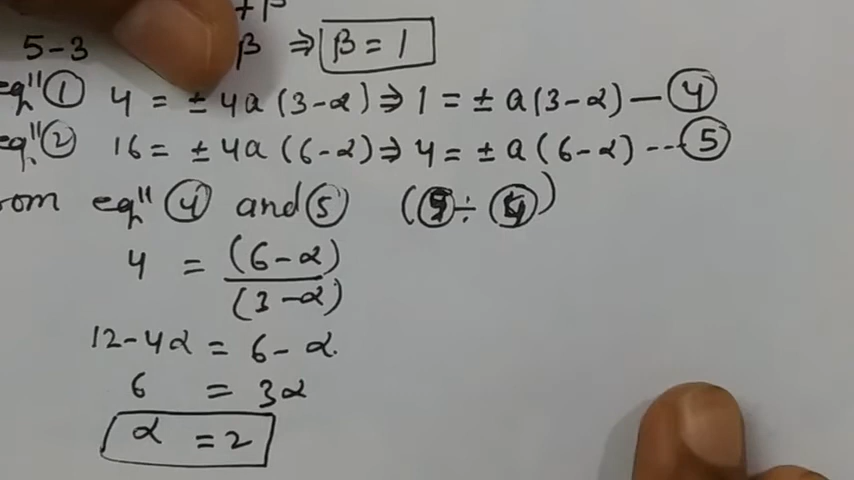 +β
5-3 β ⇒ β = 1
eqⁿ ① 4 = ± 4a (3-α) ⇒ 1 = ± a (3-α) — ④
eqⁿ ② 16 = ± 4a (6-α) ⇒ 4 = ± a (6-α) --- ⑤
rom eqⁿ ④ and ⑤ (⑤ ÷ ④)
4 = (6-α)
(3-α)
12-4α = 6-α.
6 = 3α
α = 2